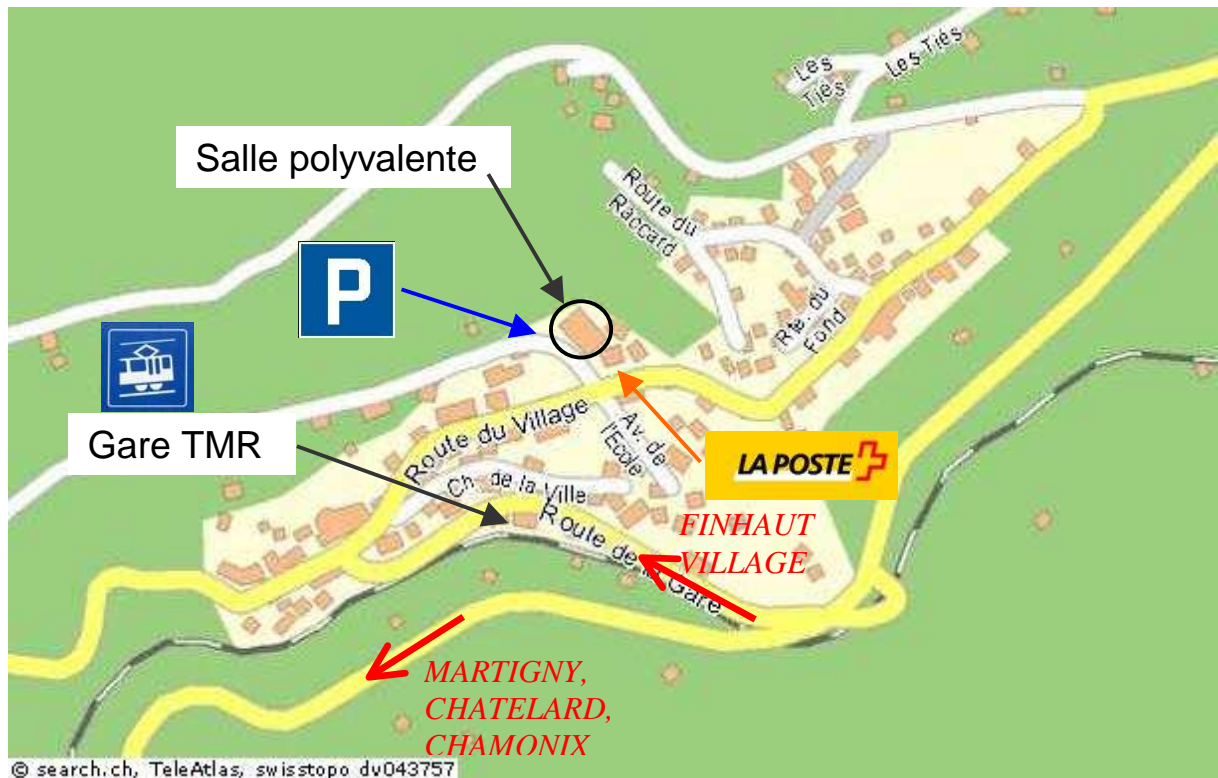 Les Tiés
Les
Tiés
Salle polyvalente
Route du
Raccard
P
Rte. du
Fond
Gare TMR
Route du Village
Av. de
l'Ecole
LA POSTE
Ch. de la Ville
Route de la Gare
FINHAUT
VILLAGE
MARTIGNY,
CHATELARD,
CHAMONIX
© search.ch, TeleAtlas, swisstopo dv043757